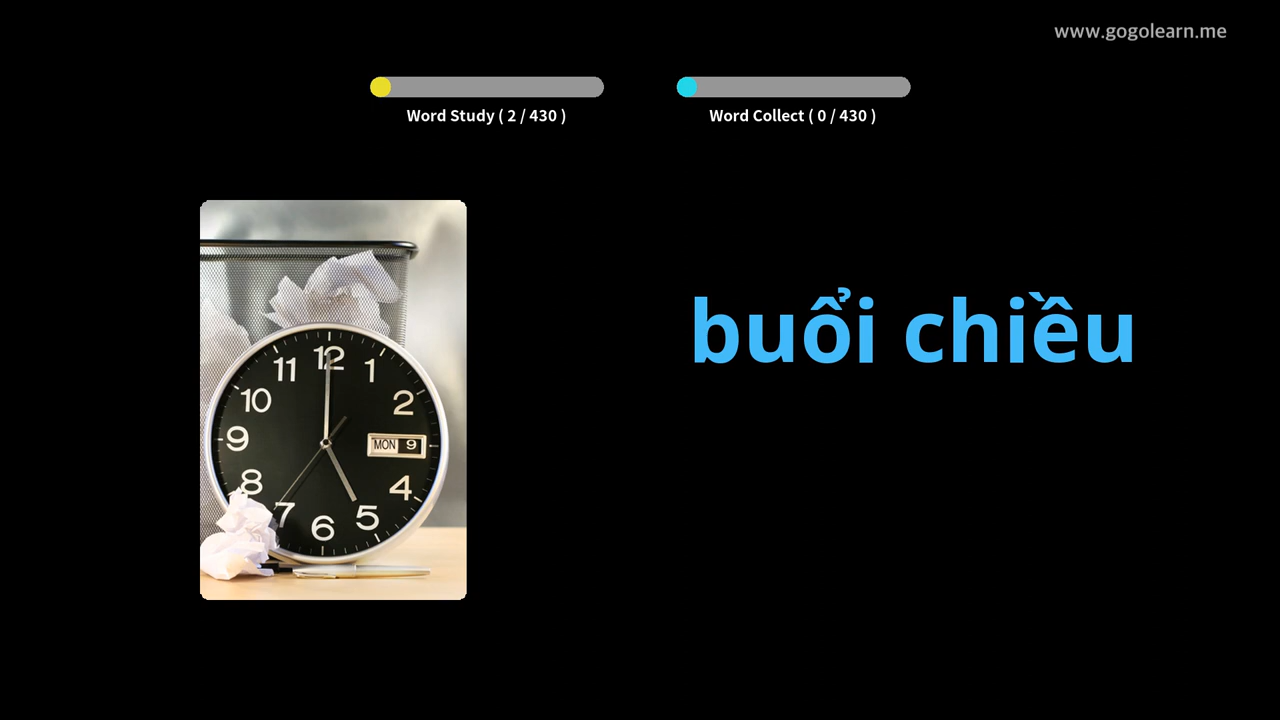 www.gogolearn.me
Word Study ( 2 / 430 )
Word Collect ( 0 / 430 )
buổi chiều
12
11
1
10
2
9
MON 9
8
4
7
5
6